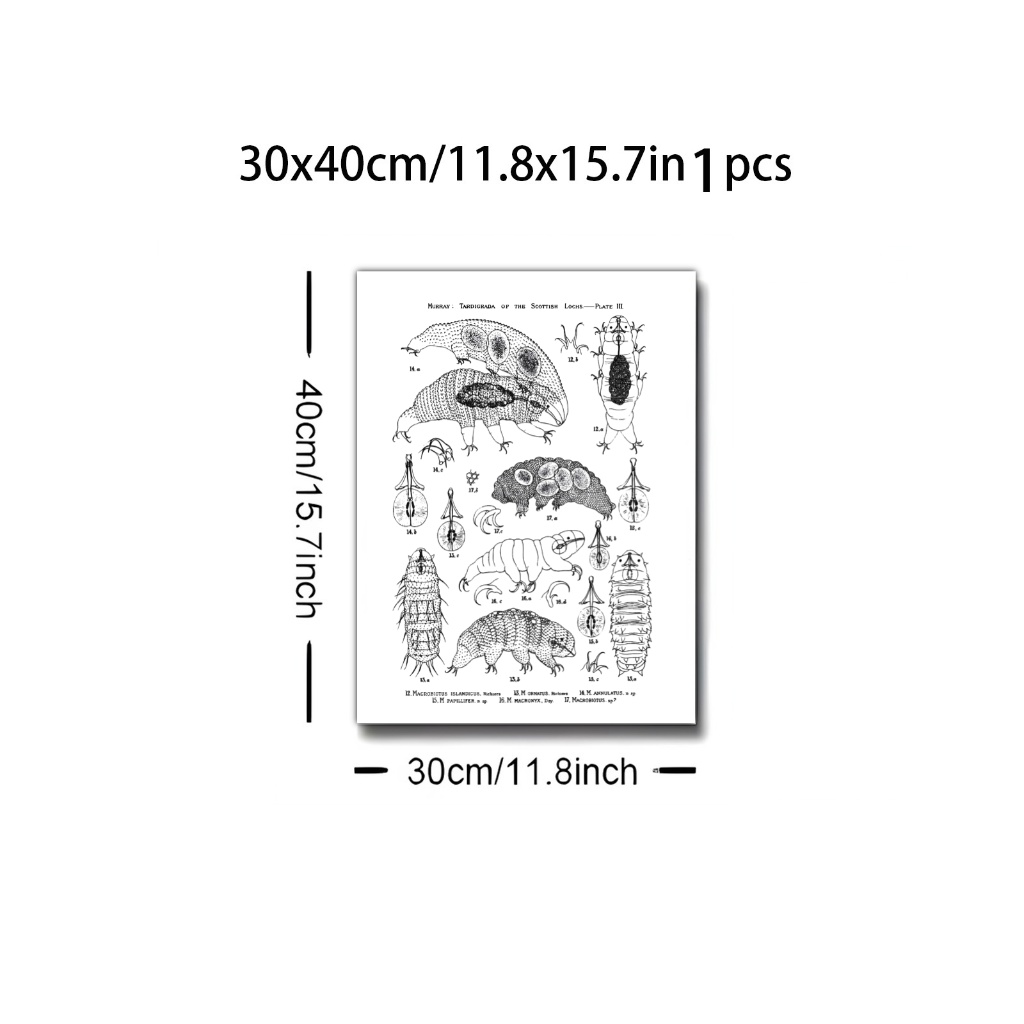 30x40cm/11.8x15.7in 1 pcs
40cm/15.7inch
MURRAY: TARDIGRADA OF THE SCOTTISH LOCHS.—PLATE III.
14.a
12.b
12.a
14.c
17.b
14.b
13.c
17.c
17.a
16.b
16.c
16.a
16.d
15.b
13.a
13.b
15.c
15.a
12. MACROBIOTUS ISLANDICUS. Richters 13. M ORNATUS. Richters 14. M. ANNULATUS. n sp
15. M PAPILLIFER. n sp 16. M MACRONYX, Duj. 17. MACROBIOTUS sp?
30cm/11.8inch